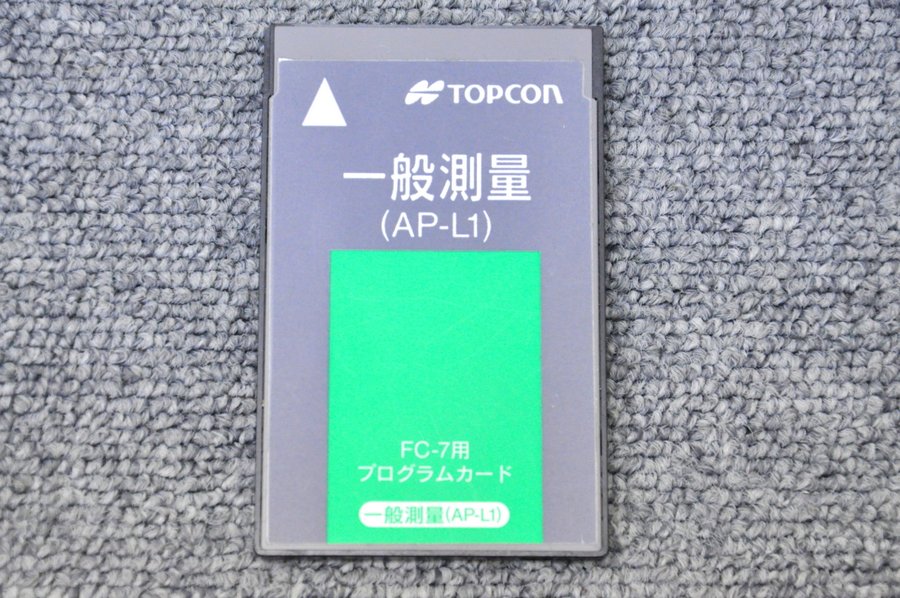 TOPCON
一般測量
(AP-L1)
FC-7用
プログラムカード
一般測量(AP-L1)